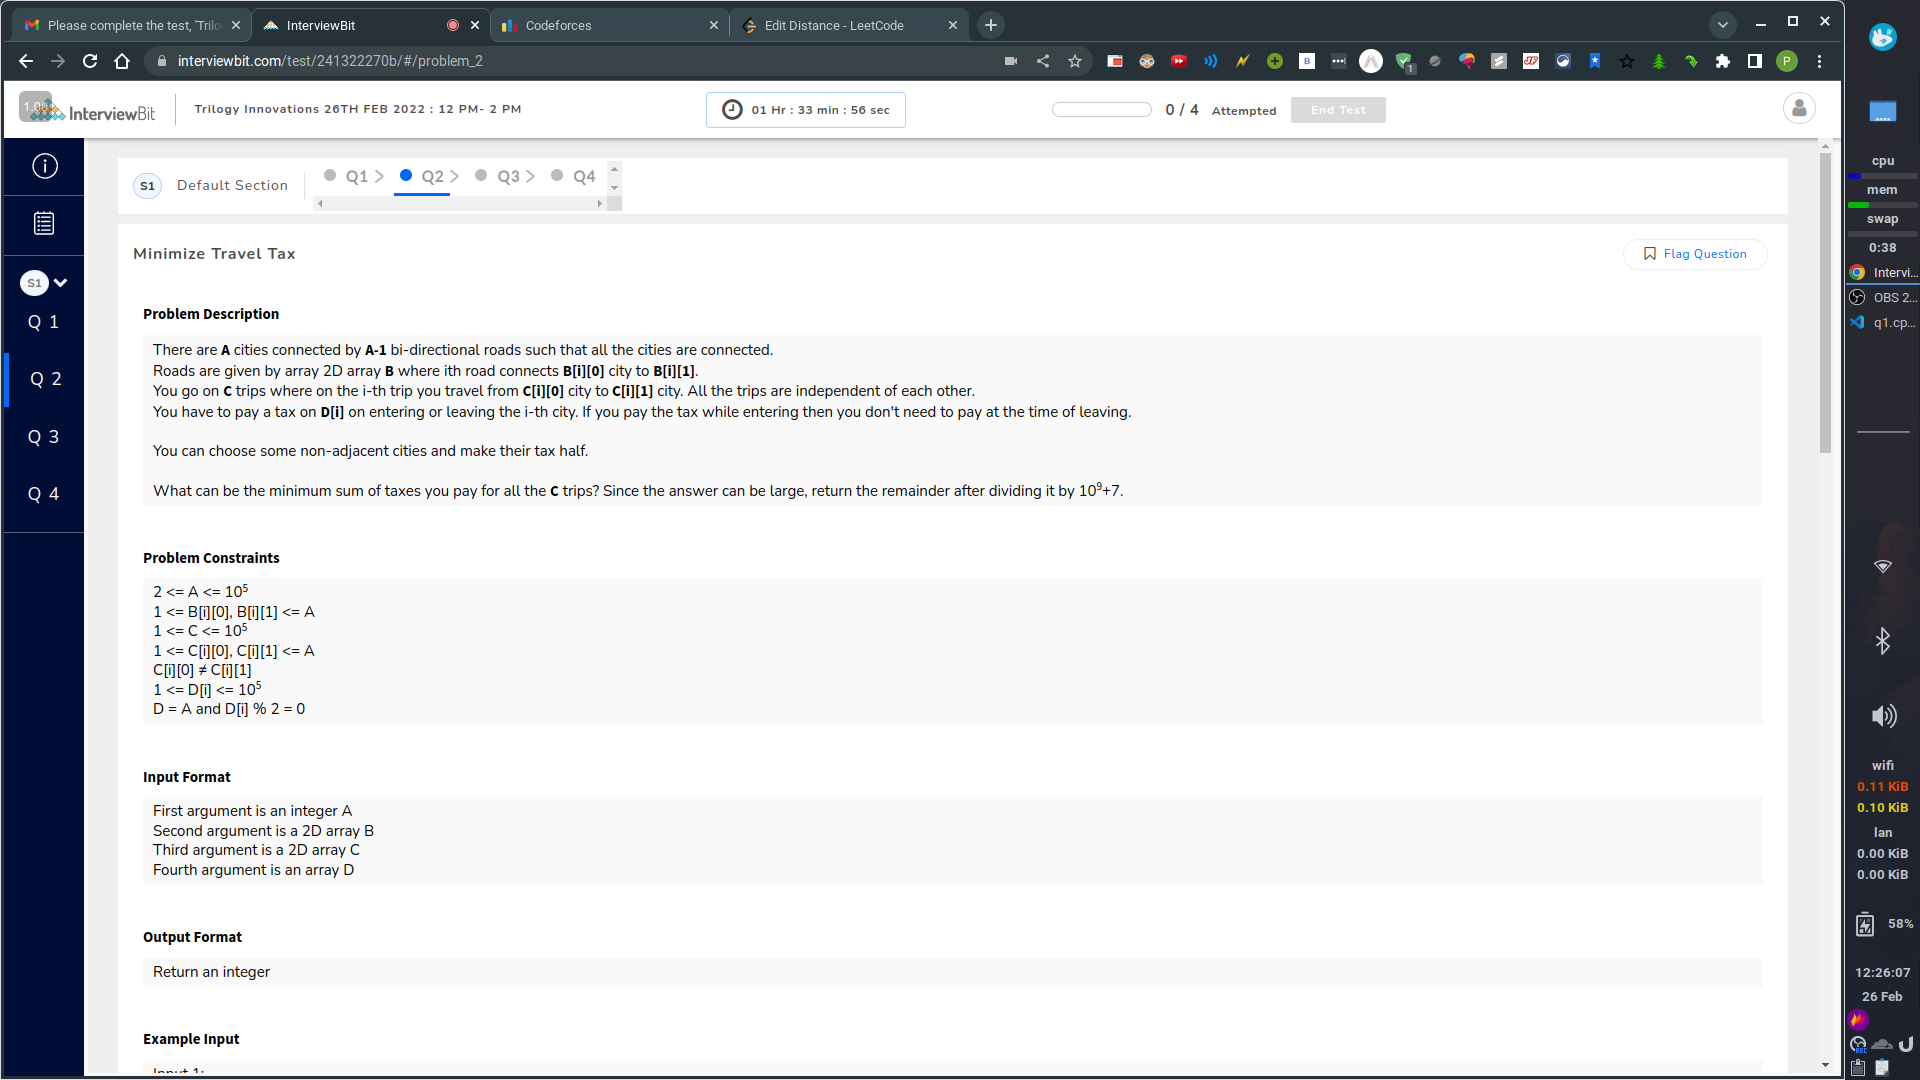 Please complete the test, 'Trilo
InterviewBit
Codeforces
Edit Distance - LeetCode
interviewbit.com/test/241322270b/#/problem_2
InterviewBit
Trilogy Innovations 26TH FEB 2022 : 12 PM- 2 PM
01 Hr : 33 min : 56 sec
0 / 4 Attempted
End Test
S1 Default Section
Q1 Q2 Q3 Q4
S1
Q 1
Q 2
Q 3
Q 4
Minimize Travel Tax
Flag Question
Problem Description
There are A cities connected by A-1 bi-directional roads such that all the cities are connected.
Roads are given by array 2D array B where ith road connects B[i][0] city to B[i][1].
You go on C trips where on the i-th trip you travel from C[i][0] city to C[i][1] city. All the trips are independent of each other.
You have to pay a tax on D[i] on entering or leaving the i-th city. If you pay the tax while entering then you don't need to pay at the time of leaving.
You can choose some non-adjacent cities and make their tax half.
What can be the minimum sum of taxes you pay for all the C trips? Since the answer can be large, return the remainder after dividing it by 10⁹+7.
Problem Constraints
2 <= A <= 10⁵
1 <= B[i][0], B[i][1] <= A
1 <= C <= 10⁵
1 <= C[i][0], C[i][1] <= A
C[i][0] ≠ C[i][1]
1 <= D[i] <= 10⁵
D = A and D[i] % 2 = 0
Input Format
First argument is an integer A
Second argument is a 2D array B
Third argument is a 2D array C
Fourth argument is an array D
Output Format
Return an integer
Example Input
Input 1:
cpu
mem
swap
0:38
Intervi...
OBS 2...
q1.cp...
wifi
0.11 KiB
0.10 KiB
lan
0.00 KiB
0.00 KiB
58%
12:26:07
26 Feb